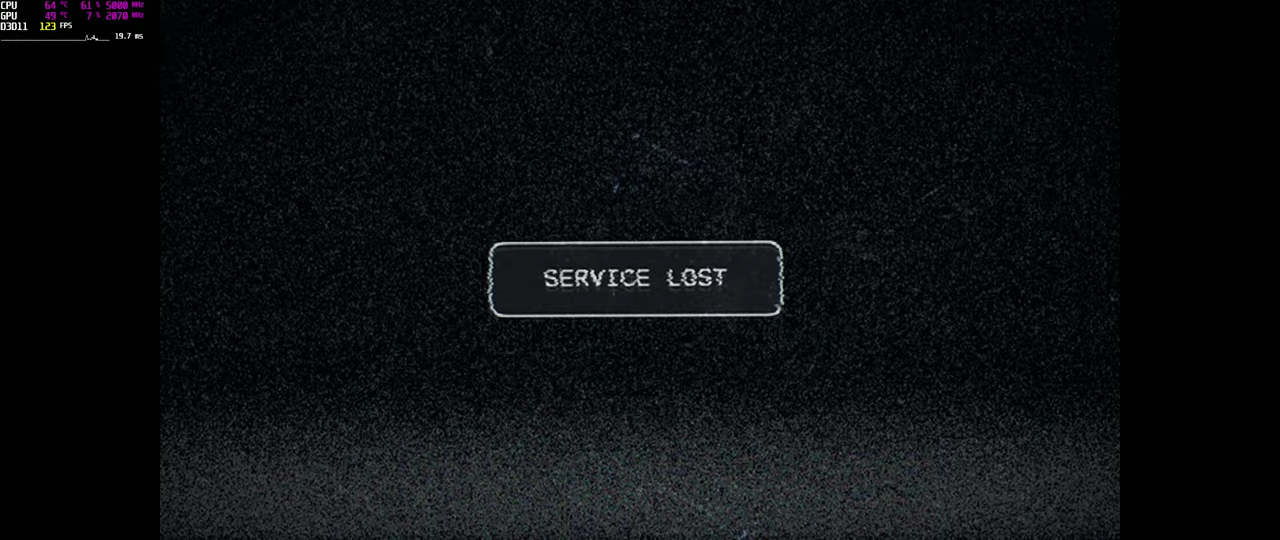 CPU 64 °C 61 % 5000 MHz
GPU 49 °C 7 % 2070 MHz
D3D11 123 FPS
19.7 ms
SERVICE LOST